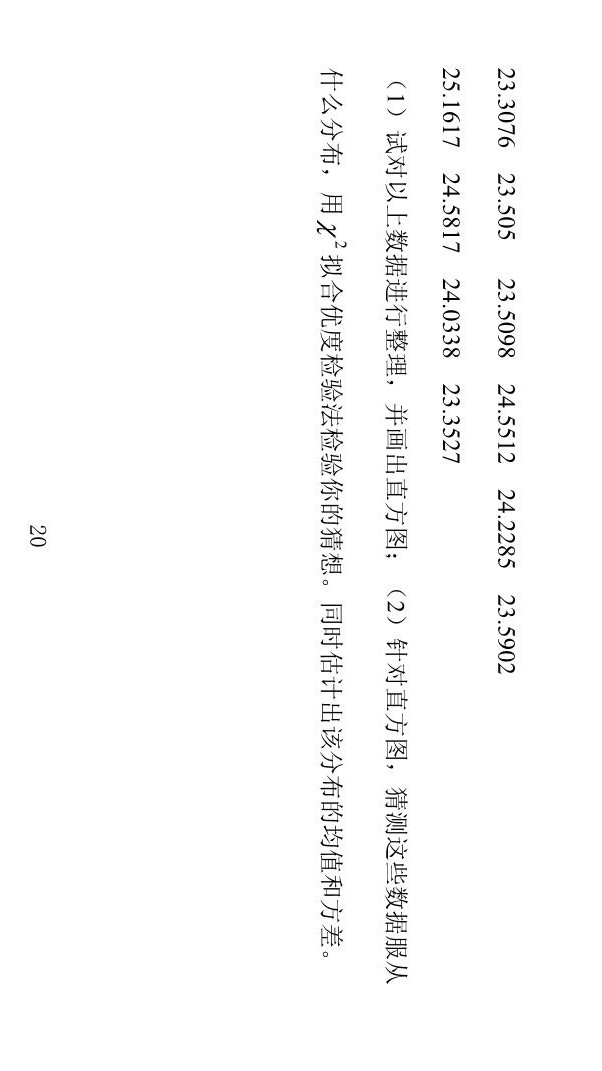 23.3076 23.505 23.5098 24.5512 24.2285 23.5902
25.1617 24.5817 24.0338 23.3527
（1）试对以上数据进行整理，并画出直方图；（2）针对直方图，猜测这些数据服从
什么分布，用 χ² 拟合优度检验法检验你的猜想。同时估计出该分布的均值和方差。
20